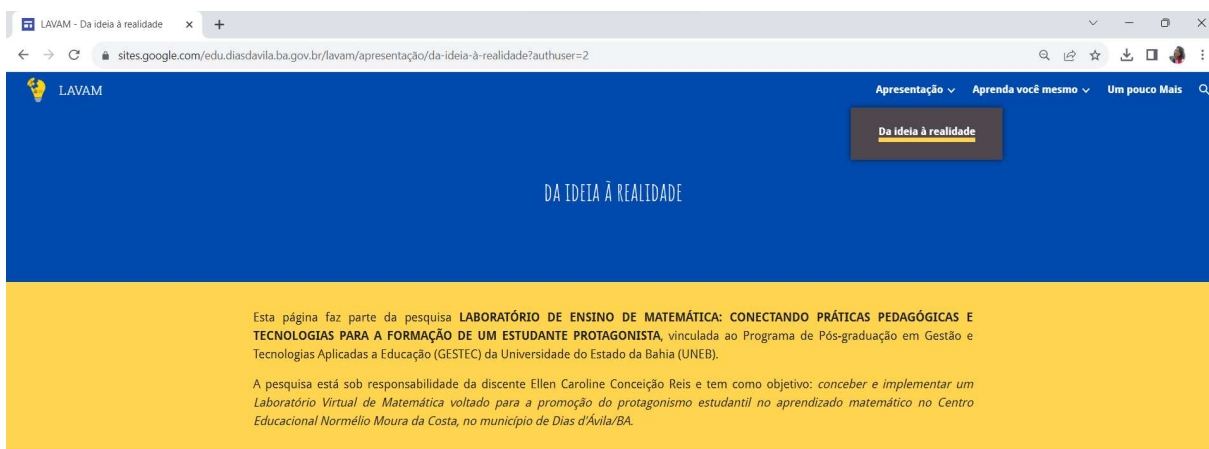 LAVAM - Da ideia à realidade
sites.google.com/edu.diasdavila.ba.gov.br/lavam/apresentação/da-ideia-à-realidade?authuser=2
LAVAM
Apresentação
Aprenda você mesmo
Um pouco Mais
Da ideia à realidade
DA IDEIA À REALIDADE
Esta página faz parte da pesquisa LABORATÓRIO DE ENSINO DE MATEMÁTICA: CONECTANDO PRÁTICAS PEDAGÓGICAS E
TECNOLOGIAS PARA A FORMAÇÃO DE UM ESTUDANTE PROTAGONISTA, vinculada ao Programa de Pós-graduação em Gestão e
Tecnologias Aplicadas a Educação (GESTEC) da Universidade do Estado da Bahia (UNEB).
A pesquisa está sob responsabilidade da discente Ellen Caroline Conceição Reis e tem como objetivo: conceber e implementar um
Laboratório Virtual de Matemática voltado para a promoção do protagonismo estudantil no aprendizado matemático no Centro
Educacional Normélio Moura da Costa, no município de Dias d'Ávila/BA.